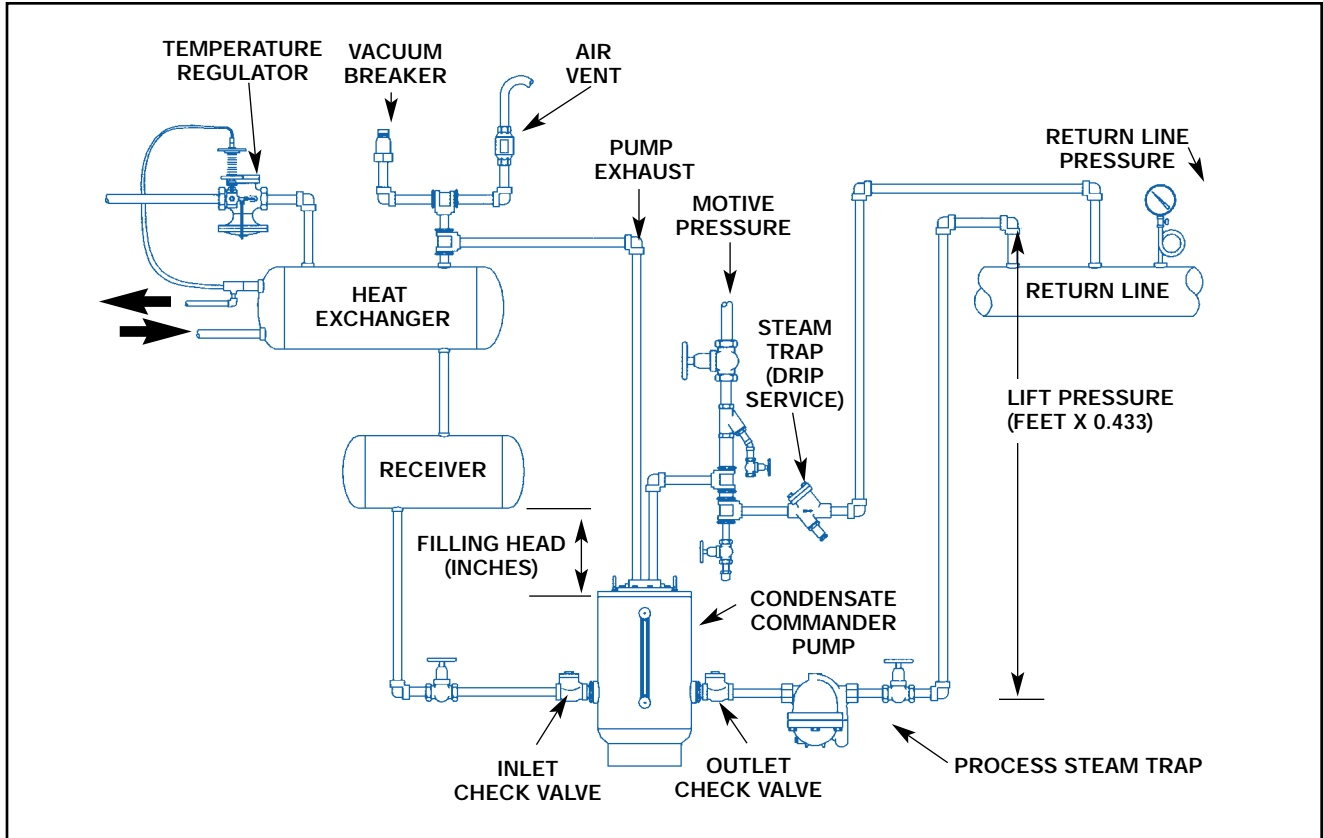 TEMPERATURE
REGULATOR
VACUUM
BREAKER
AIR
VENT
PUMP
EXHAUST
MOTIVE
PRESSURE
RETURN LINE
PRESSURE
HEAT
EXCHANGER
RETURN LINE
STEAM
TRAP
(DRIP
SERVICE)
LIFT PRESSURE
(FEET X 0.433)
RECEIVER
FILLING HEAD
(INCHES)
CONDENSATE
COMMANDER
PUMP
INLET
CHECK VALVE
OUTLET
CHECK VALVE
PROCESS STEAM TRAP